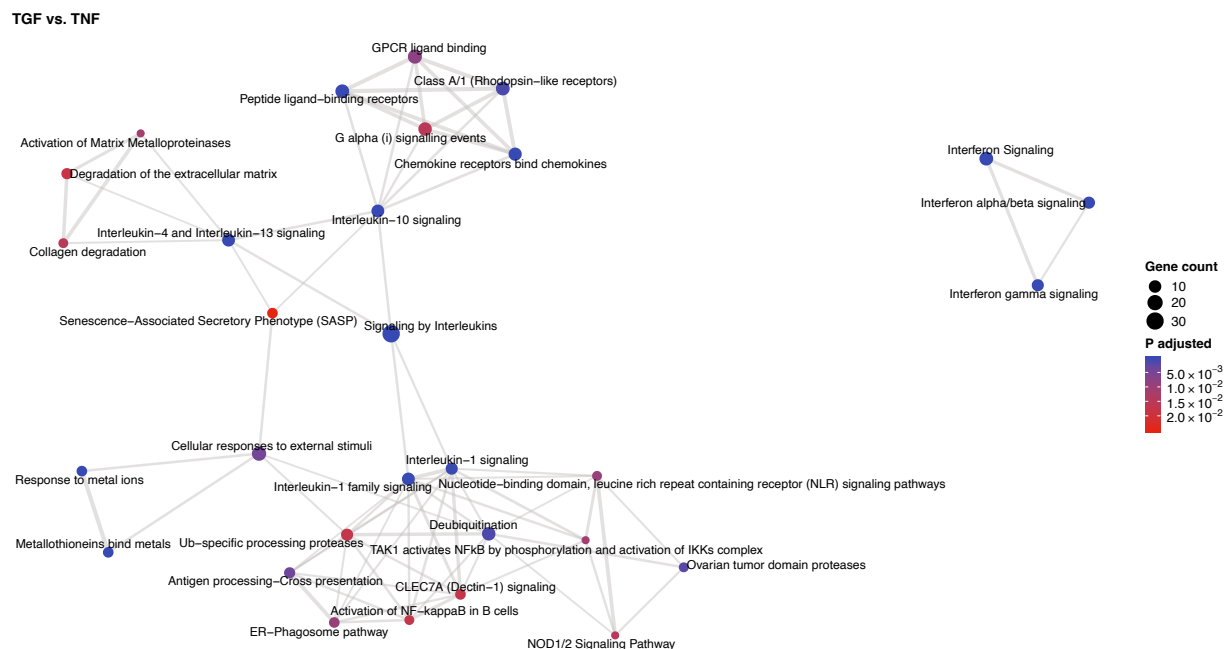 TGF vs. TNF
GPCR ligand binding
Class A/1 (Rhodopsin−like receptors)
Peptide ligand−binding receptors
G alpha (i) signalling events
Activation of Matrix Metalloproteinases
Chemokine receptors bind chemokines
Degradation of the extracellular matrix
Interleukin−10 signaling
Interleukin−4 and Interleukin−13 signaling
Collagen degradation
Senescence−Associated Secretory Phenotype (SASP)
Signaling by Interleukins
Interferon Signaling
Interferon alpha/beta signaling
Interferon gamma signaling
Cellular responses to external stimuli
Interleukin−1 signaling
Response to metal ions
Interleukin−1 family signaling
Nucleotide−binding domain, leucine rich repeat containing receptor (NLR) signaling pathways
Deubiquitination
Metallothioneins bind metals
Ub−specific processing proteases
TAK1 activates NFkB by phosphorylation and activation of IKKs complex
Ovarian tumor domain proteases
Antigen processing−Cross presentation
CLEC7A (Dectin−1) signaling
Activation of NF−kappaB in B cells
ER−Phagosome pathway
NOD1/2 Signaling Pathway
Gene count
10
20
30
P adjusted
5.0 × 10⁻³
1.0 × 10⁻²
1.5 × 10⁻²
2.0 × 10⁻²